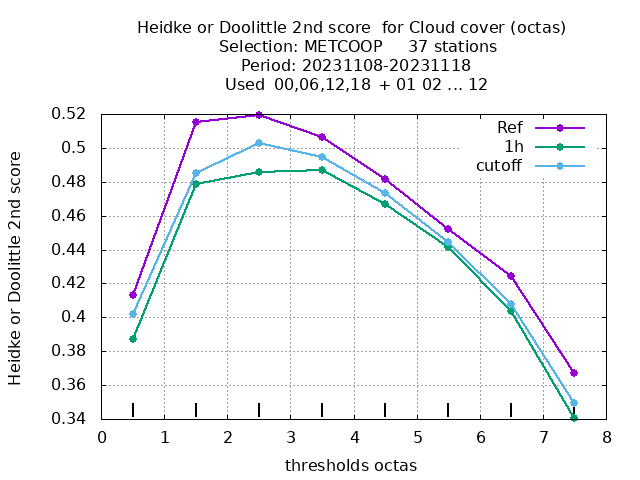 Heidke or Doolittle 2nd score  for Cloud cover (octas)
Selection: METCOOP     37 stations
Period: 20231108-20231118
Used  00,06,12,18  + 01 02 ... 12
Heidke or Doolittle 2nd score
0.52
0.5
0.48
0.46
0.44
0.42
0.4
0.38
0.36
0.34
Ref
1h
cutoff
0 1 2 3 4 5 6 7 8
thresholds octas